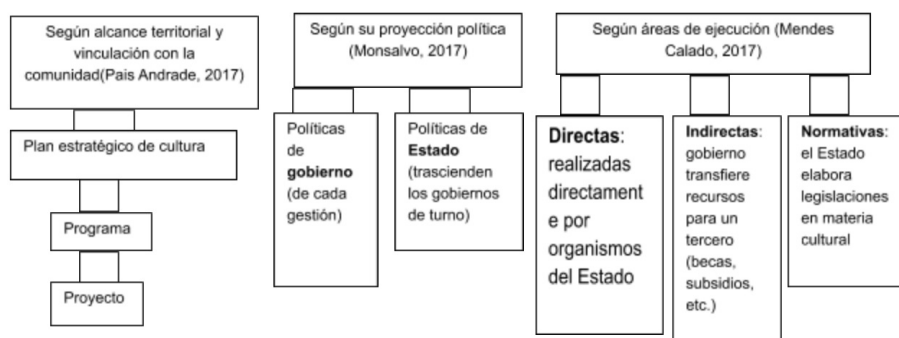 Según alcance territorial y
vinculación con la
comunidad(Pais Andrade, 2017)
Plan estratégico de cultura
Programa
Proyecto
Según su proyección política
(Monsalvo, 2017)
Políticas
de
gobierno
(de cada
gestión)
Políticas de
Estado
(trascienden
los gobiernos
de turno)
Según áreas de ejecución (Mendes
Calado, 2017)
Directas:
realizadas
directament
e por
organismos
del Estado
Indirectas:
gobierno
transfiere
recursos
para un
tercero
(becas,
subsidios,
etc.)
Normativas:
el Estado
elabora
legislaciones
en materia
cultural